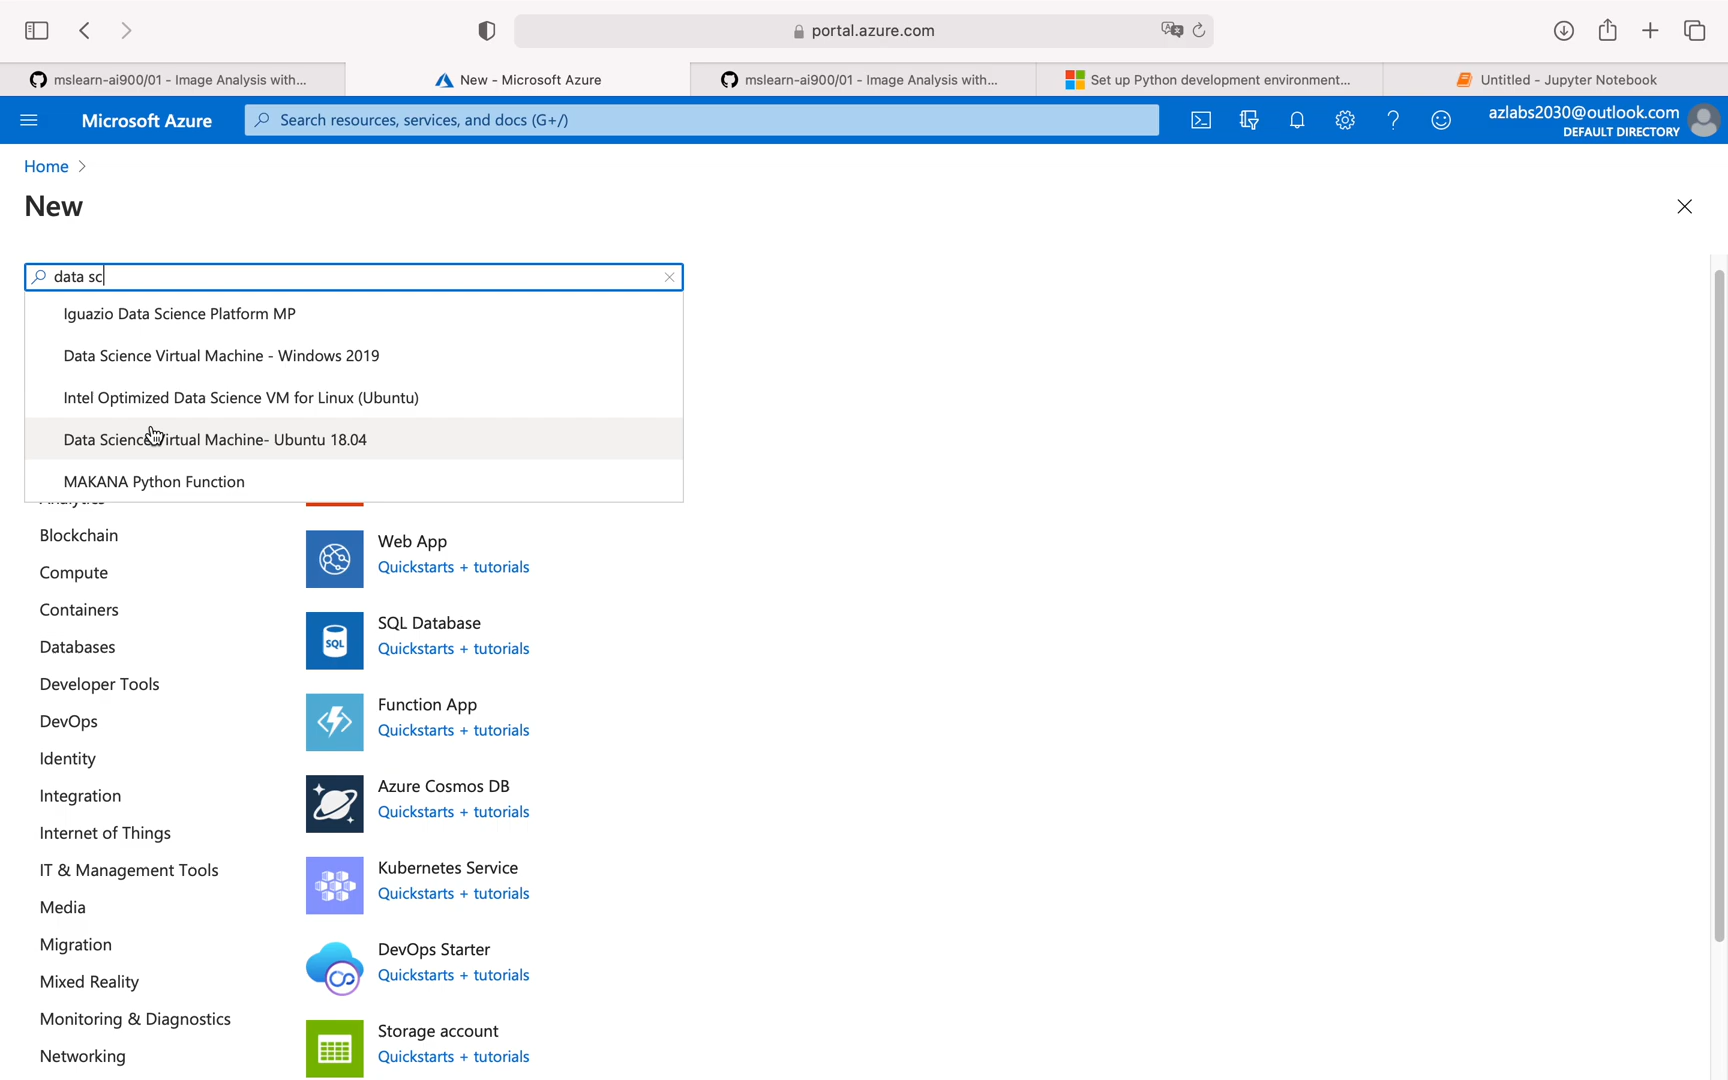 portal.azure.com
mslearn-ai900/01 - Image Analysis with...
New - Microsoft Azure
mslearn-ai900/01 - Image Analysis with...
Set up Python development environment...
Untitled - Jupyter Notebook
Microsoft Azure
Search resources, services, and docs (G+/)
azlabs2030@outlook.com
DEFAULT DIRECTORY
Home
New
data sc
Iguazio Data Science Platform MP
Data Science Virtual Machine - Windows 2019
Intel Optimized Data Science VM for Linux (Ubuntu)
Data Science Virtual Machine- Ubuntu 18.04
MAKANA Python Function
Blockchain
Compute
Containers
Databases
Developer Tools
DevOps
Identity
Integration
Internet of Things
IT & Management Tools
Media
Migration
Mixed Reality
Monitoring & Diagnostics
Networking
Web App
Quickstarts + tutorials
SQL
SQL Database
Quickstarts + tutorials
Function App
Quickstarts + tutorials
Azure Cosmos DB
Quickstarts + tutorials
Kubernetes Service
Quickstarts + tutorials
DevOps Starter
Quickstarts + tutorials
Storage account
Quickstarts + tutorials